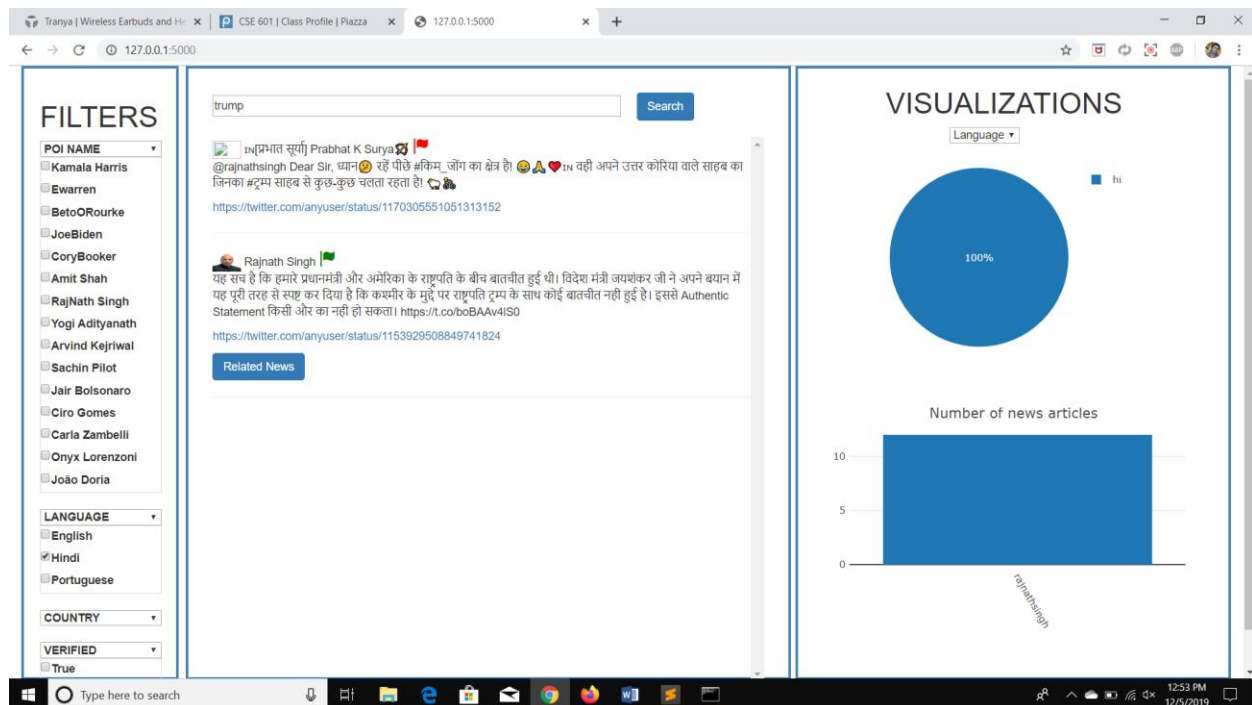 Tranya | Wireless Earbuds and He
CSE 601 | Class Profile | Piazza
127.0.0.1:5000
127.0.0.1:5000
FILTERS
POI NAME
Kamala Harris
Ewarren
BetoORourke
JoeBiden
CoryBooker
Amit Shah
RajNath Singh
Yogi Adityanath
Arvind Kejriwal
Sachin Pilot
Jair Bolsonaro
Ciro Gomes
Carla Zambelli
Onyx Lorenzoni
João Doria
LANGUAGE
English
Hindi
Portuguese
COUNTRY
VERIFIED
True
trump
Search
IN[प्रभात सूर्या] Prabhat K Surya
@rajnathsingh Dear Sir, ध्यान रहें पीछे #किम_जोंग का क्षेत्र है! IN वही अपने उत्तर कोरिया वाले साहब का
जिनका #ट्रम्प साहब से कुछ-कुछ चलता रहता है!
https://twitter.com/anyuser/status/1170305551051313152
Rajnath Singh
यह सच है कि हमारे प्रधानमंत्री और अमेरिका के राष्ट्रपति के बीच बातचीत हुई थी। विदेश मंत्री जयशंकर जी ने अपने बयान में
यह पूरी तरह से स्पष्ट कर दिया है कि कश्मीर के मुद्दे पर राष्ट्रपति ट्रम्प के साथ कोई बातचीत नही हुई है। इससे Authentic
Statement किसी और का नही हो सकता। https://t.co/boBAAv4IS0
https://twitter.com/anyuser/status/1153929508849741824
Related News
VISUALIZATIONS
Language
hi
100%
Number of news articles
10
5
0
rajnathsingh
Type here to search
12:53 PM
12/5/2019